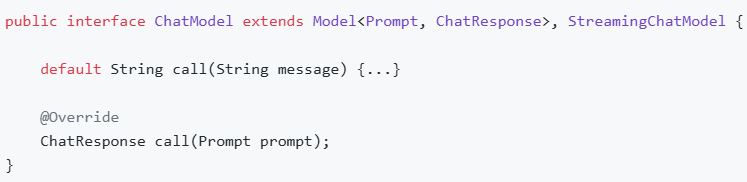 public interface ChatModel extends Model<Prompt, ChatResponse>, StreamingChatModel {
default String call(String message) {...}
@Override
ChatResponse call(Prompt prompt);
}